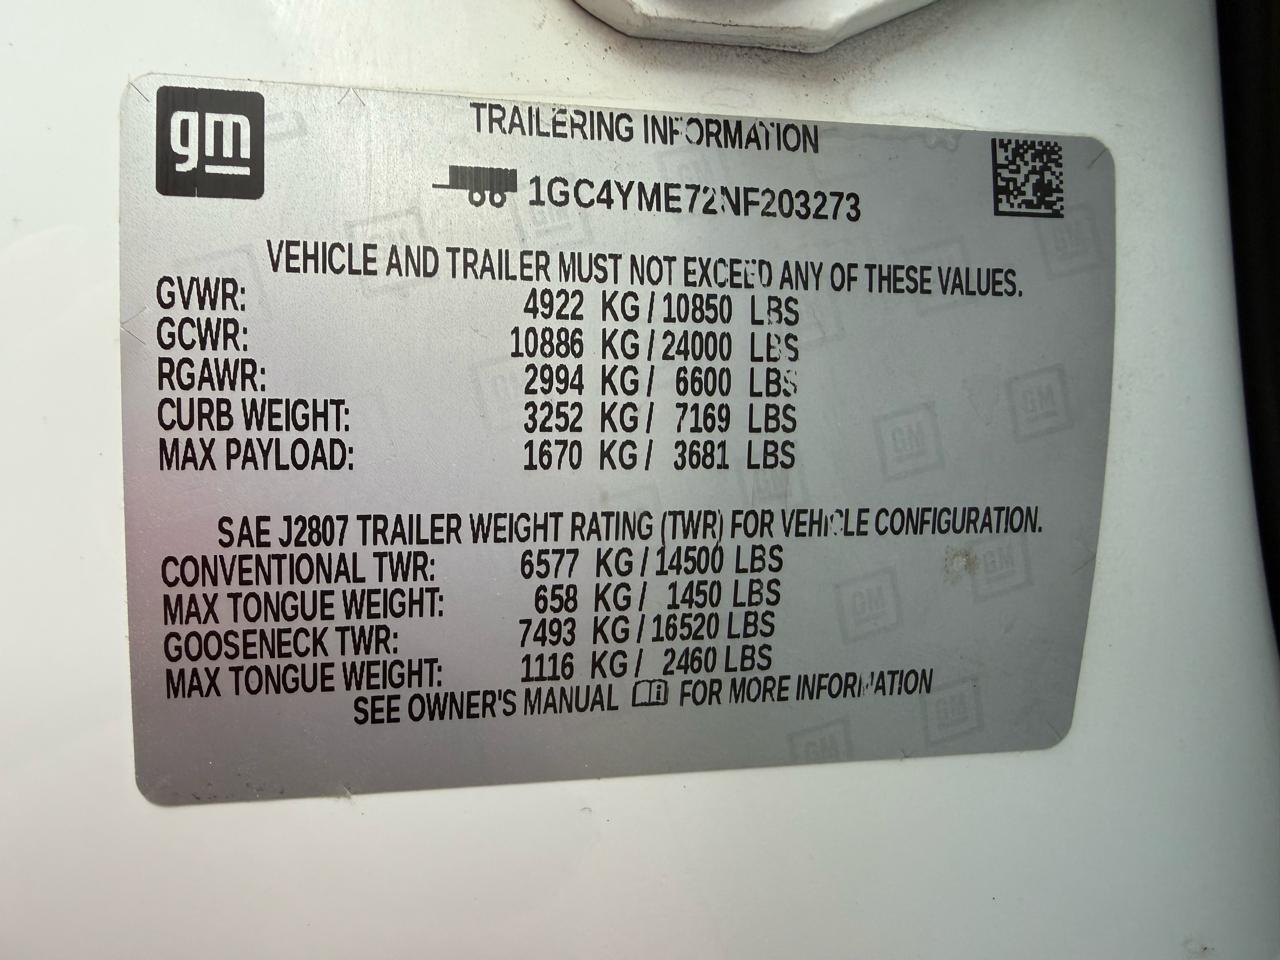 gm
TRAILERING INFORMATION
1GC4YME72NF203273
VEHICLE AND TRAILER MUST NOT EXCEED ANY OF THESE VALUES.
GVWR: 4922 KG / 10850 LBS
GCWR: 10886 KG / 24000 LBS
RGAWR: 2994 KG / 6600 LBS
CURB WEIGHT: 3252 KG / 7169 LBS
MAX PAYLOAD: 1670 KG / 3681 LBS
SAE J2807 TRAILER WEIGHT RATING (TWR) FOR VEHICLE CONFIGURATION.
CONVENTIONAL TWR: 6577 KG / 14500 LBS
MAX TONGUE WEIGHT: 658 KG / 1450 LBS
GOOSENECK TWR: 7493 KG / 16520 LBS
MAX TONGUE WEIGHT: 1116 KG / 2460 LBS
SEE OWNER'S MANUAL FOR MORE INFORMATION